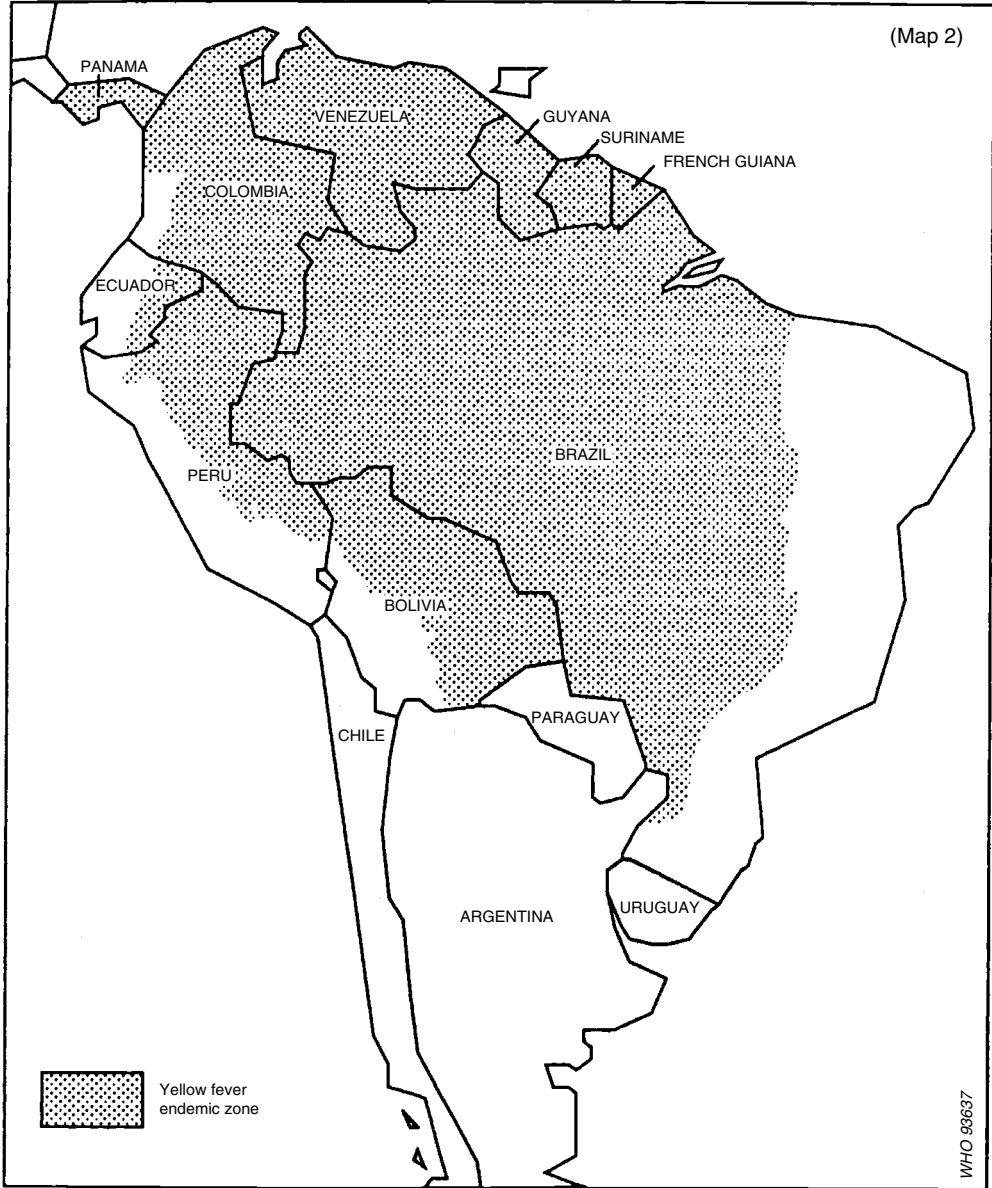 (Map 2)
PANAMA
VENEZUELA
GUYANA
SURINAME
FRENCH GUIANA
COLOMBIA
ECUADOR
BRAZIL
PERU
BOLIVIA
PARAGUAY
CHILE
ARGENTINA
URUGUAY
Yellow fever
endemic zone
WHO 93637